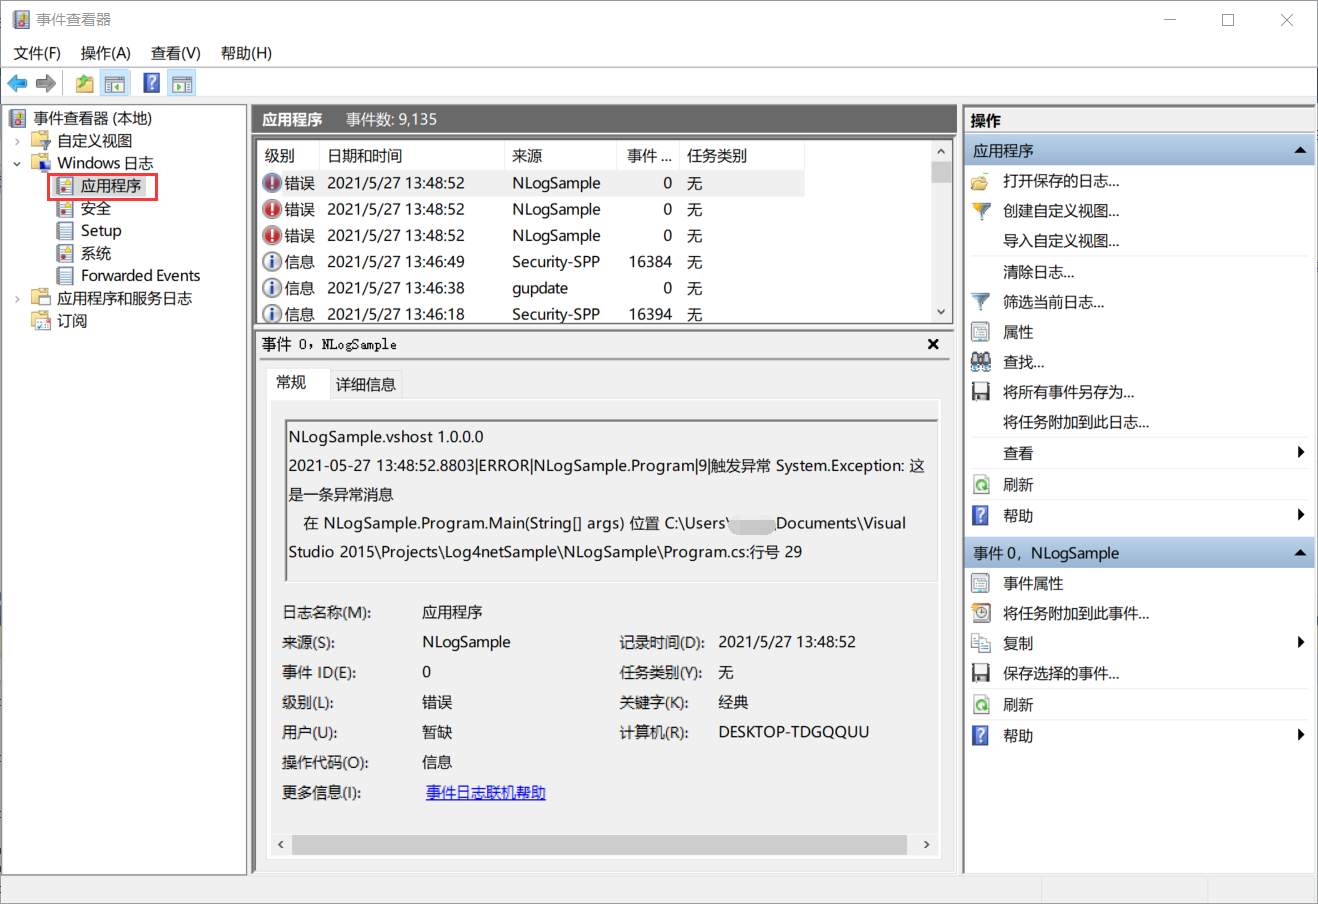 事件查看器
文件(F) 操作(A) 查看(V) 帮助(H)
事件查看器 (本地)
自定义视图
Windows 日志
应用程序
安全
Setup
系统
Forwarded Events
应用程序和服务日志
订阅
应用程序 事件数: 9,135
级别 日期和时间 来源 事件 ... 任务类别
错误 2021/5/27 13:48:52 NLogSample 0 无
错误 2021/5/27 13:48:52 NLogSample 0 无
错误 2021/5/27 13:48:52 NLogSample 0 无
信息 2021/5/27 13:46:49 Security-SPP 16384 无
信息 2021/5/27 13:46:38 gupdate 0 无
信息 2021/5/27 13:46:18 Security-SPP 16394 无
事件 0，NLogSample
常规 详细信息
NLogSample.vshost 1.0.0.0
2021-05-27 13:48:52.8803|ERROR|NLogSample.Program|9|触发异常 System.Exception: 这
是一条异常消息
在 NLogSample.Program.Main(String[] args) 位置 C:\Users\ \Documents\Visual
Studio 2015\Projects\Log4netSample\NLogSample\Program.cs:行号 29
日志名称(M): 应用程序
来源(S): NLogSample 记录时间(D): 2021/5/27 13:48:52
事件 ID(E): 0 任务类别(Y): 无
级别(L): 错误 关键字(K): 经典
用户(U): 暂缺 计算机(R): DESKTOP-TDGQQUU
操作代码(O): 信息
更多信息(I): 事件日志联机帮助
操作
应用程序
打开保存的日志...
创建自定义视图...
导入自定义视图...
清除日志...
筛选当前日志...
属性
查找...
将所有事件另存为...
将任务附加到此日志...
查看
刷新
帮助
事件 0，NLogSample
事件属性
将任务附加到此事件...
复制
保存选择的事件...
刷新
帮助